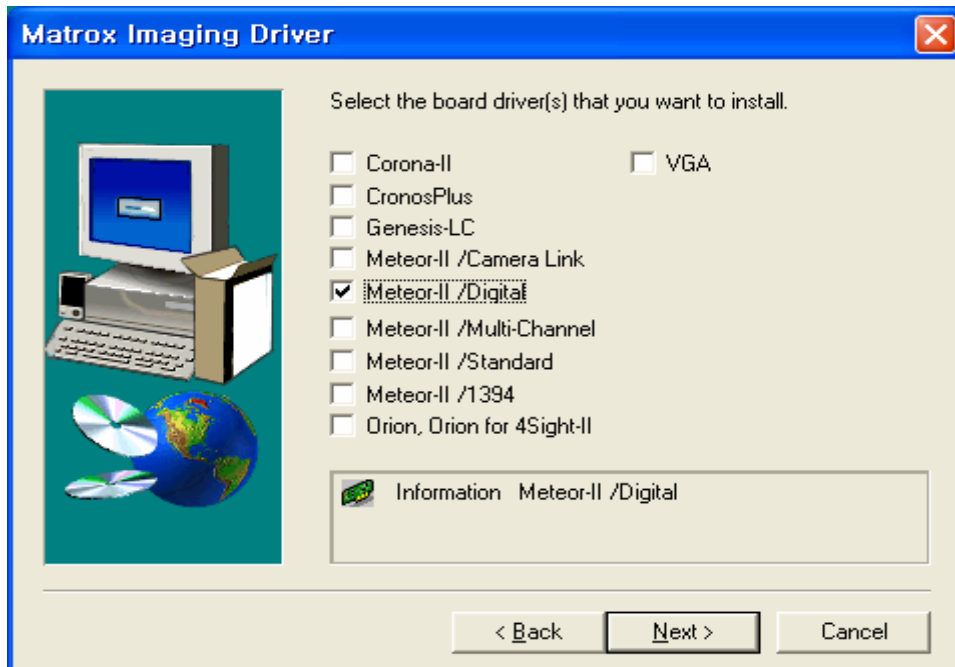 Matrox Imaging Driver
Select the board driver(s) that you want to install.
Corona-II
VGA
CronosPlus
Genesis-LC
Meteor-II /Camera Link
Meteor-II /Digital
Meteor-II /Multi-Channel
Meteor-II /Standard
Meteor-II /1394
Orion, Orion for 4Sight-II
Information Meteor-II /Digital
< Back
Next >
Cancel